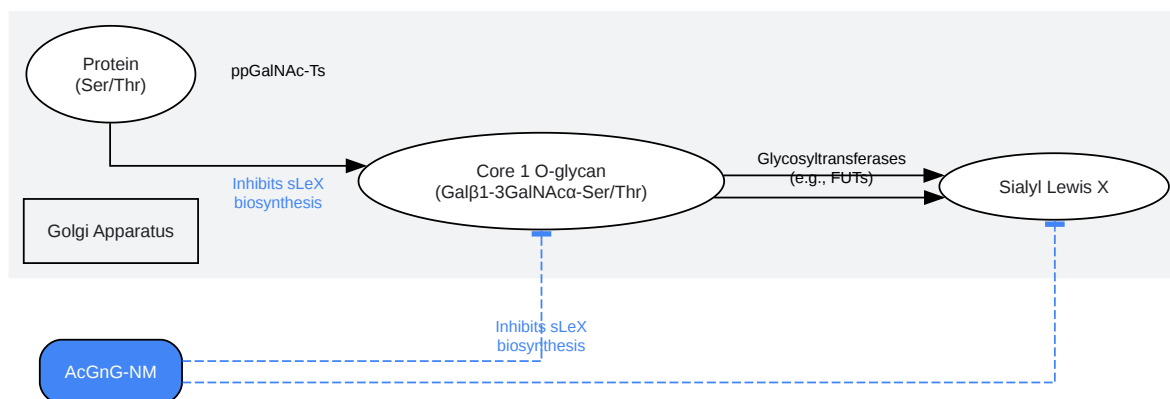 Protein
(Ser/Thr)
ppGalNAc-Ts
Inhibits sLeX
biosynthesis
Golgi Apparatus
Core 1 O-glycan
(Galβ1-3GalNAcα-Ser/Thr)
Glycosyltransferases
(e.g., FUTs)
Sialyl Lewis X
Inhibits sLeX
biosynthesis
AcGnG-NM